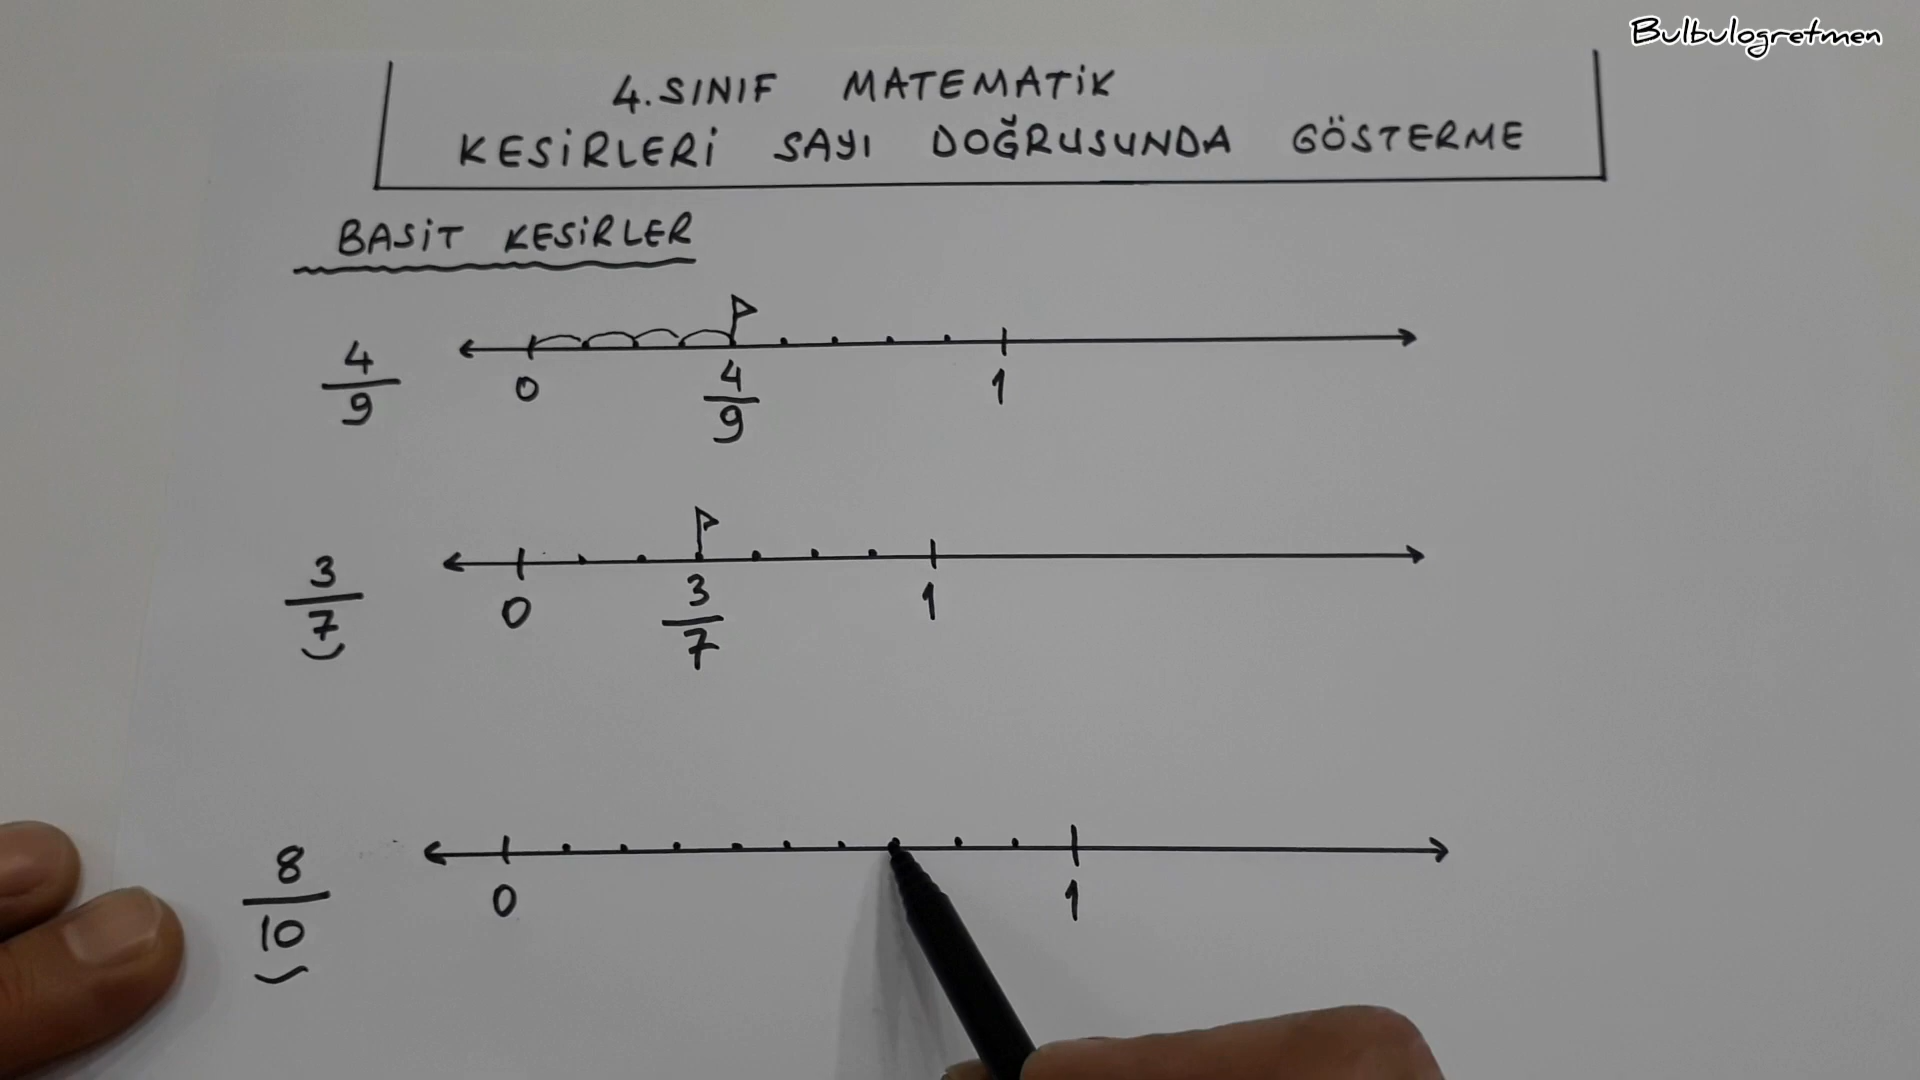 Bulbulogretmen
4. SINIF MATEMATİK
KESİRLERİ SAYI DOĞRUSUNDA GÖSTERME
BASİT KESİRLER
4/9
0 4/9 1
3/7
0 3/7 1
8/10
0 1